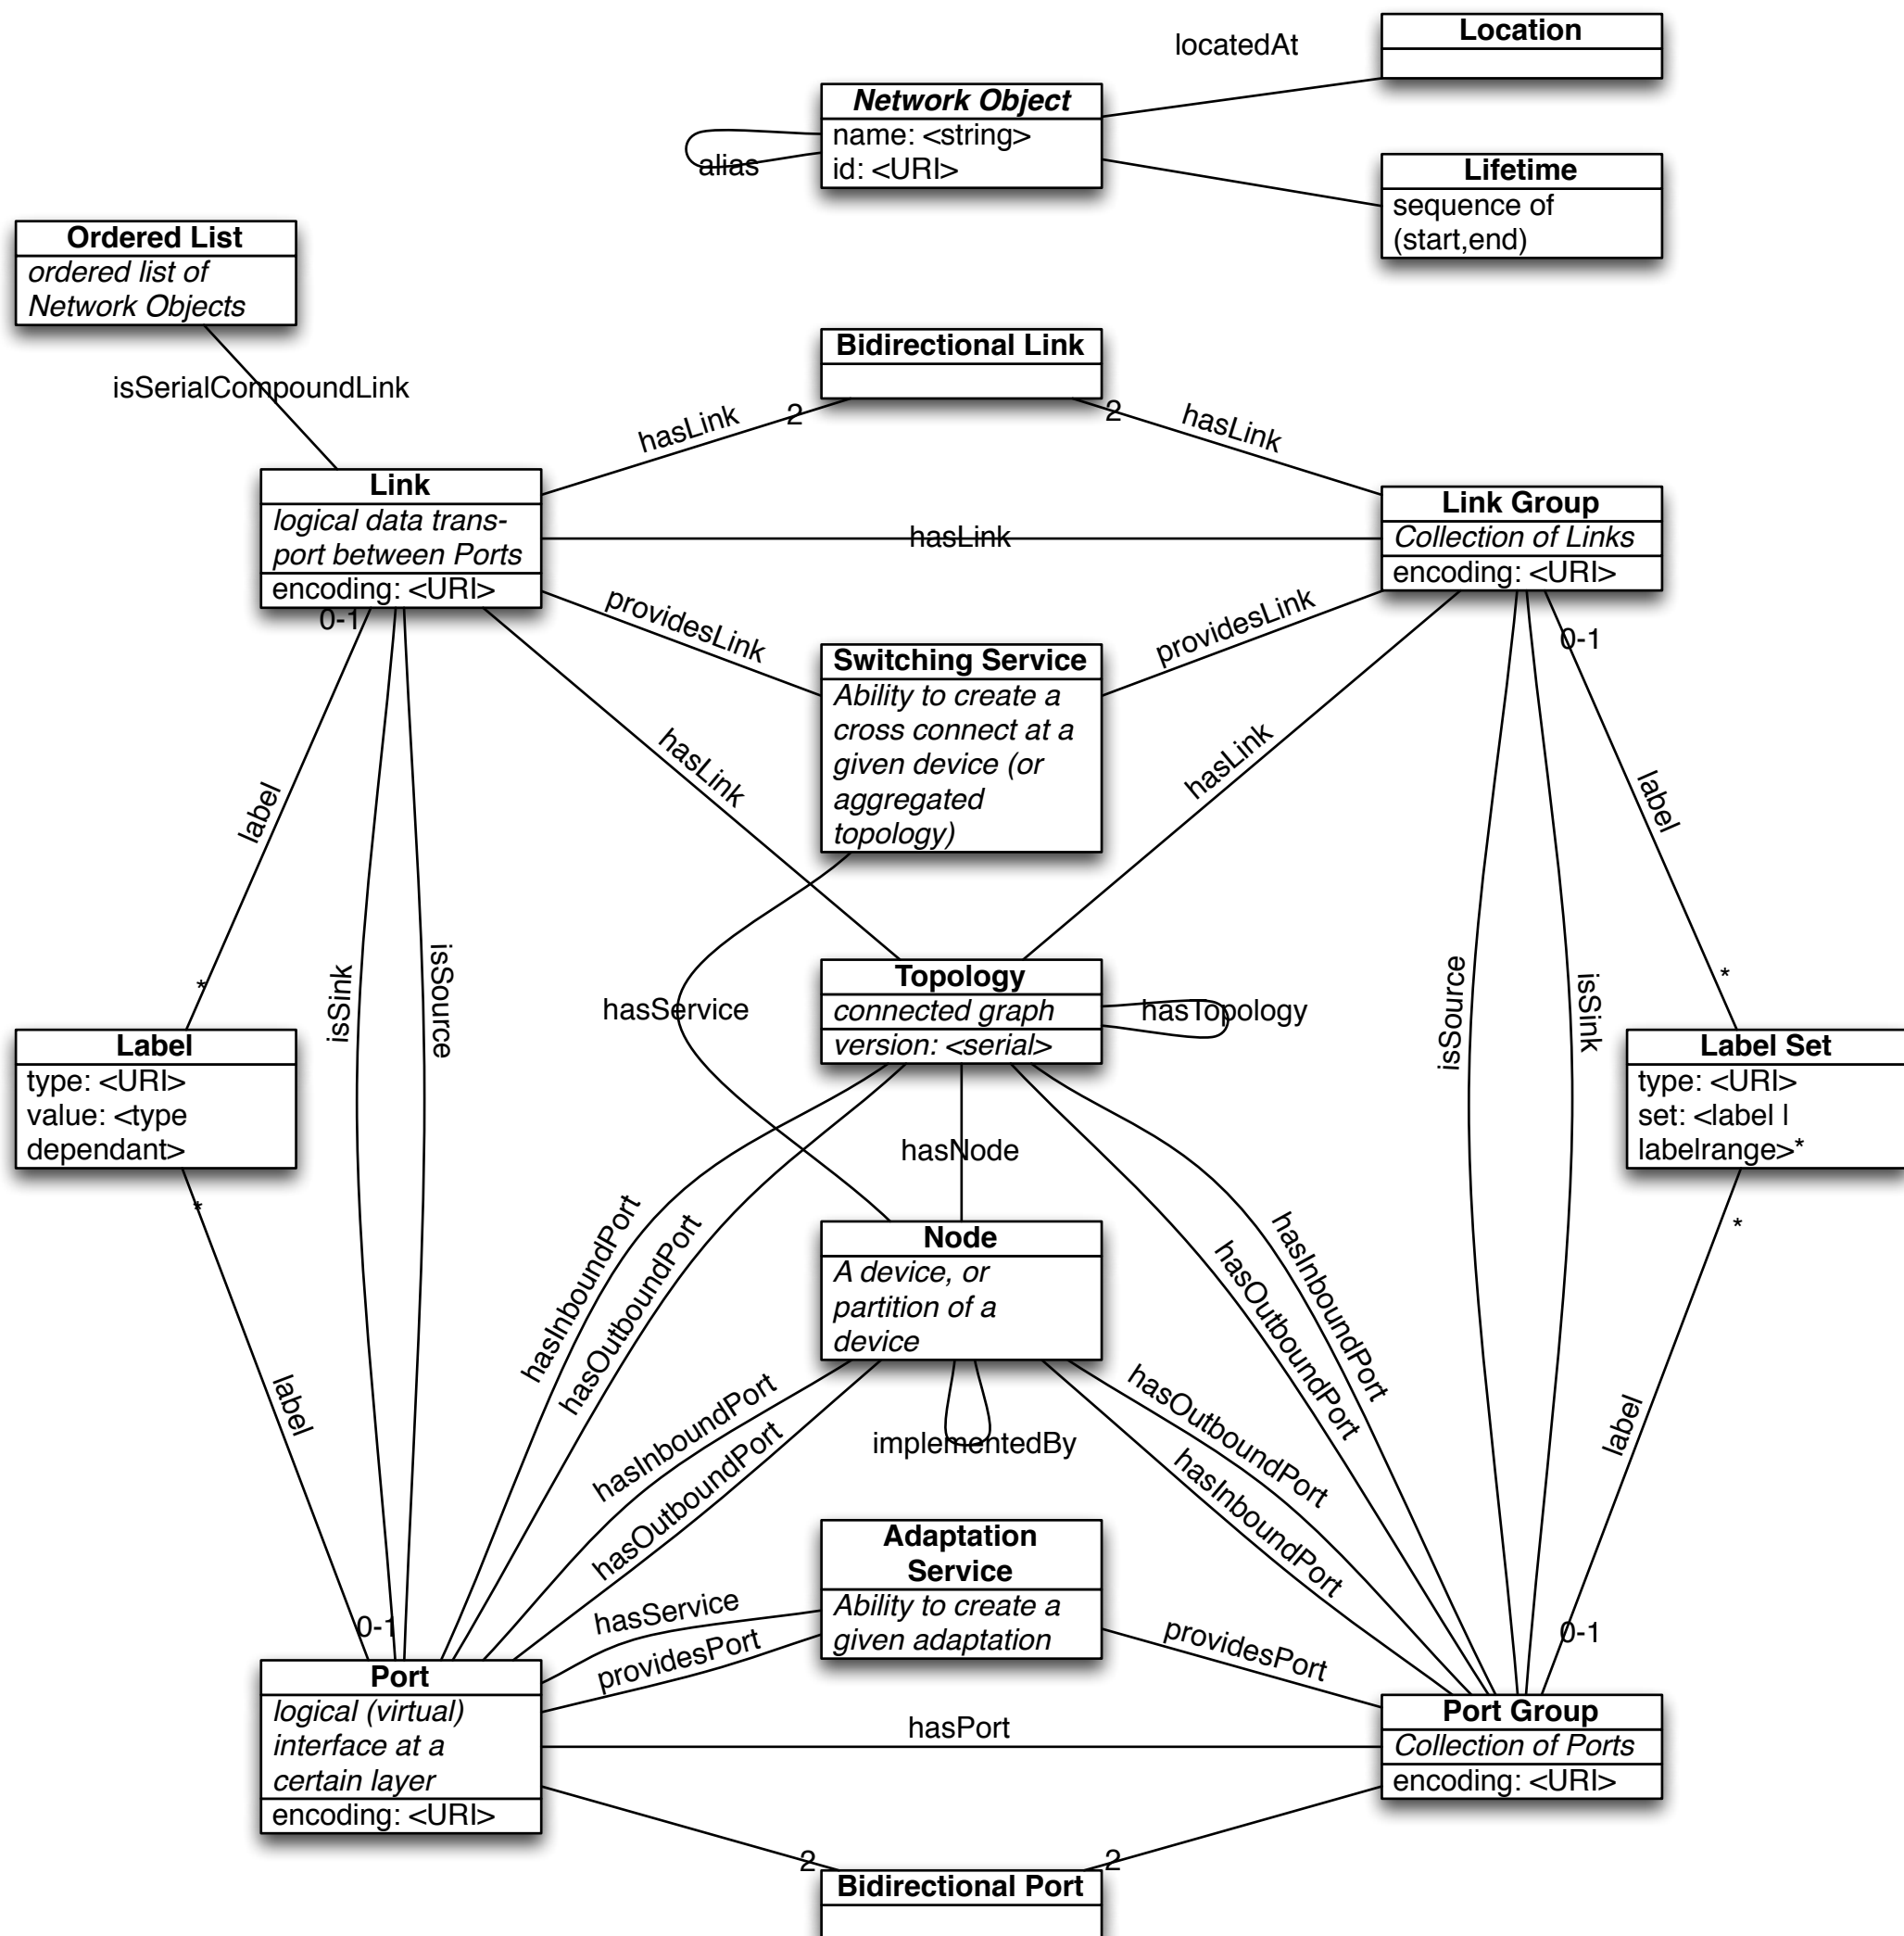 Location
locatedAt
Network Object
name: <string>
id: <URI>
alias
Lifetime
sequence of
(start,end)
Ordered List
ordered list of
Network Objects
isSerialCompoundLink
Bidirectional Link
2
2
hasLink
hasLink
Link
logical data trans-
port between Ports
encoding: <URI>
0-1
hasLink
Link Group
Collection of Links
encoding: <URI>
0-1
providesLink
providesLink
Switching Service
Ability to create a
cross connect at a
given device (or
aggregated
topology)
hasLink
hasLink
label
label
*
*
isSink
isSource
hasService
Topology
connected graph
version: <serial>
hasTopology
isSource
isSink
Label
type: <URI>
value: <type
dependant>
*
Label Set
type: <URI>
set: <label |
labelrange>*
*
hasNode
hasInboundPort
hasOutboundPort
hasOutboundPort
hasInboundPort
Node
A device, or
partition of a
device
implementedBy
hasInboundPort
hasOutboundPort
hasOutboundPort
hasInboundPort
label
label
Adaptation
Service
Ability to create a
given adaptation
hasService
providesPort
providesPort
0-1
0-1
Port
logical (virtual)
interface at a
certain layer
encoding: <URI>
hasPort
Port Group
Collection of Ports
encoding: <URI>
2
2
Bidirectional Port